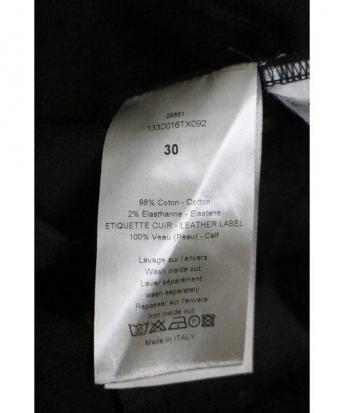 28651
133D016TX092
30
98% Coton - Cotton
2% Elasthanne - Elastane
ETIQUETTE CUIR - LEATHER LABEL
100% Veau (Peau) - Calf
Lavage sur l'envers
Wash inside out
Laver séparément
wash separately
Repasser sur l'envers
Iron inside out
Made in ITALY